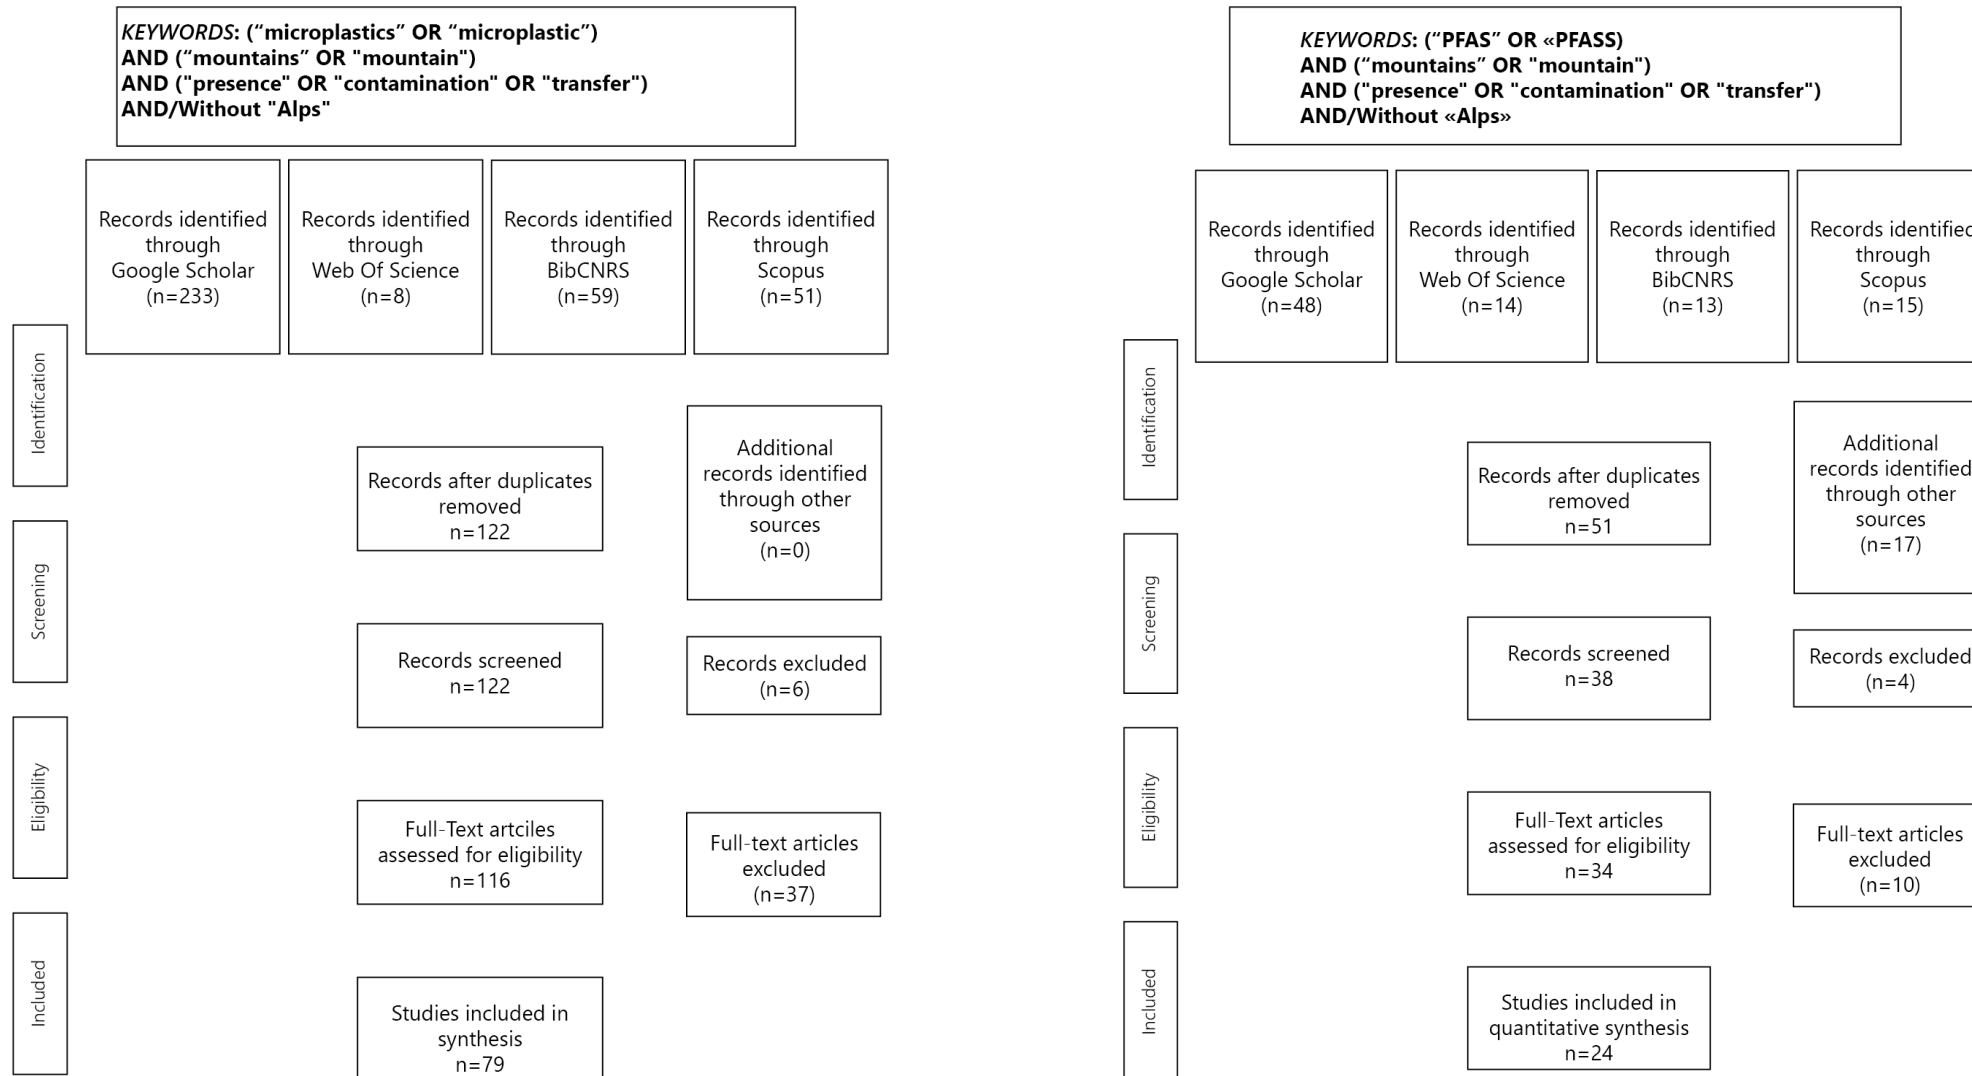 KEYWORDS: (“microplastics” OR “microplastic”)
AND (“mountains” OR "mountain")
AND ("presence" OR "contamination" OR "transfer")
AND/Without "Alps"
Records identified
through
Google Scholar
(n=233)
Records identified
through
Web Of Science
(n=8)
Records identified
through
BibCNRS
(n=59)
Records identified
through
Scopus
(n=51)
Identification
Records after duplicates
removed
n=122
Additional
records identified
through other
sources
(n=0)
Screening
Records screened
n=122
Records excluded
(n=6)
Eligibility
Full-Text artciles
assessed for eligibility
n=116
Full-text articles
excluded
(n=37)
Included
Studies included in
synthesis
n=79
KEYWORDS: (“PFAS” OR «PFASS)
AND (“mountains” OR "mountain")
AND ("presence" OR "contamination" OR "transfer")
AND/Without «Alps»
Records identified
through
Google Scholar
(n=48)
Records identified
through
Web Of Science
(n=14)
Records identified
through
BibCNRS
(n=13)
Records identified
through
Scopus
(n=15)
Identification
Records after duplicates
removed
n=51
Additional
records identified
through other
sources
(n=17)
Screening
Records screened
n=38
Records excluded
(n=4)
Eligibility
Full-Text articles
assessed for eligibility
n=34
Full-text articles
excluded
(n=10)
Included
Studies included in
quantitative synthesis
n=24